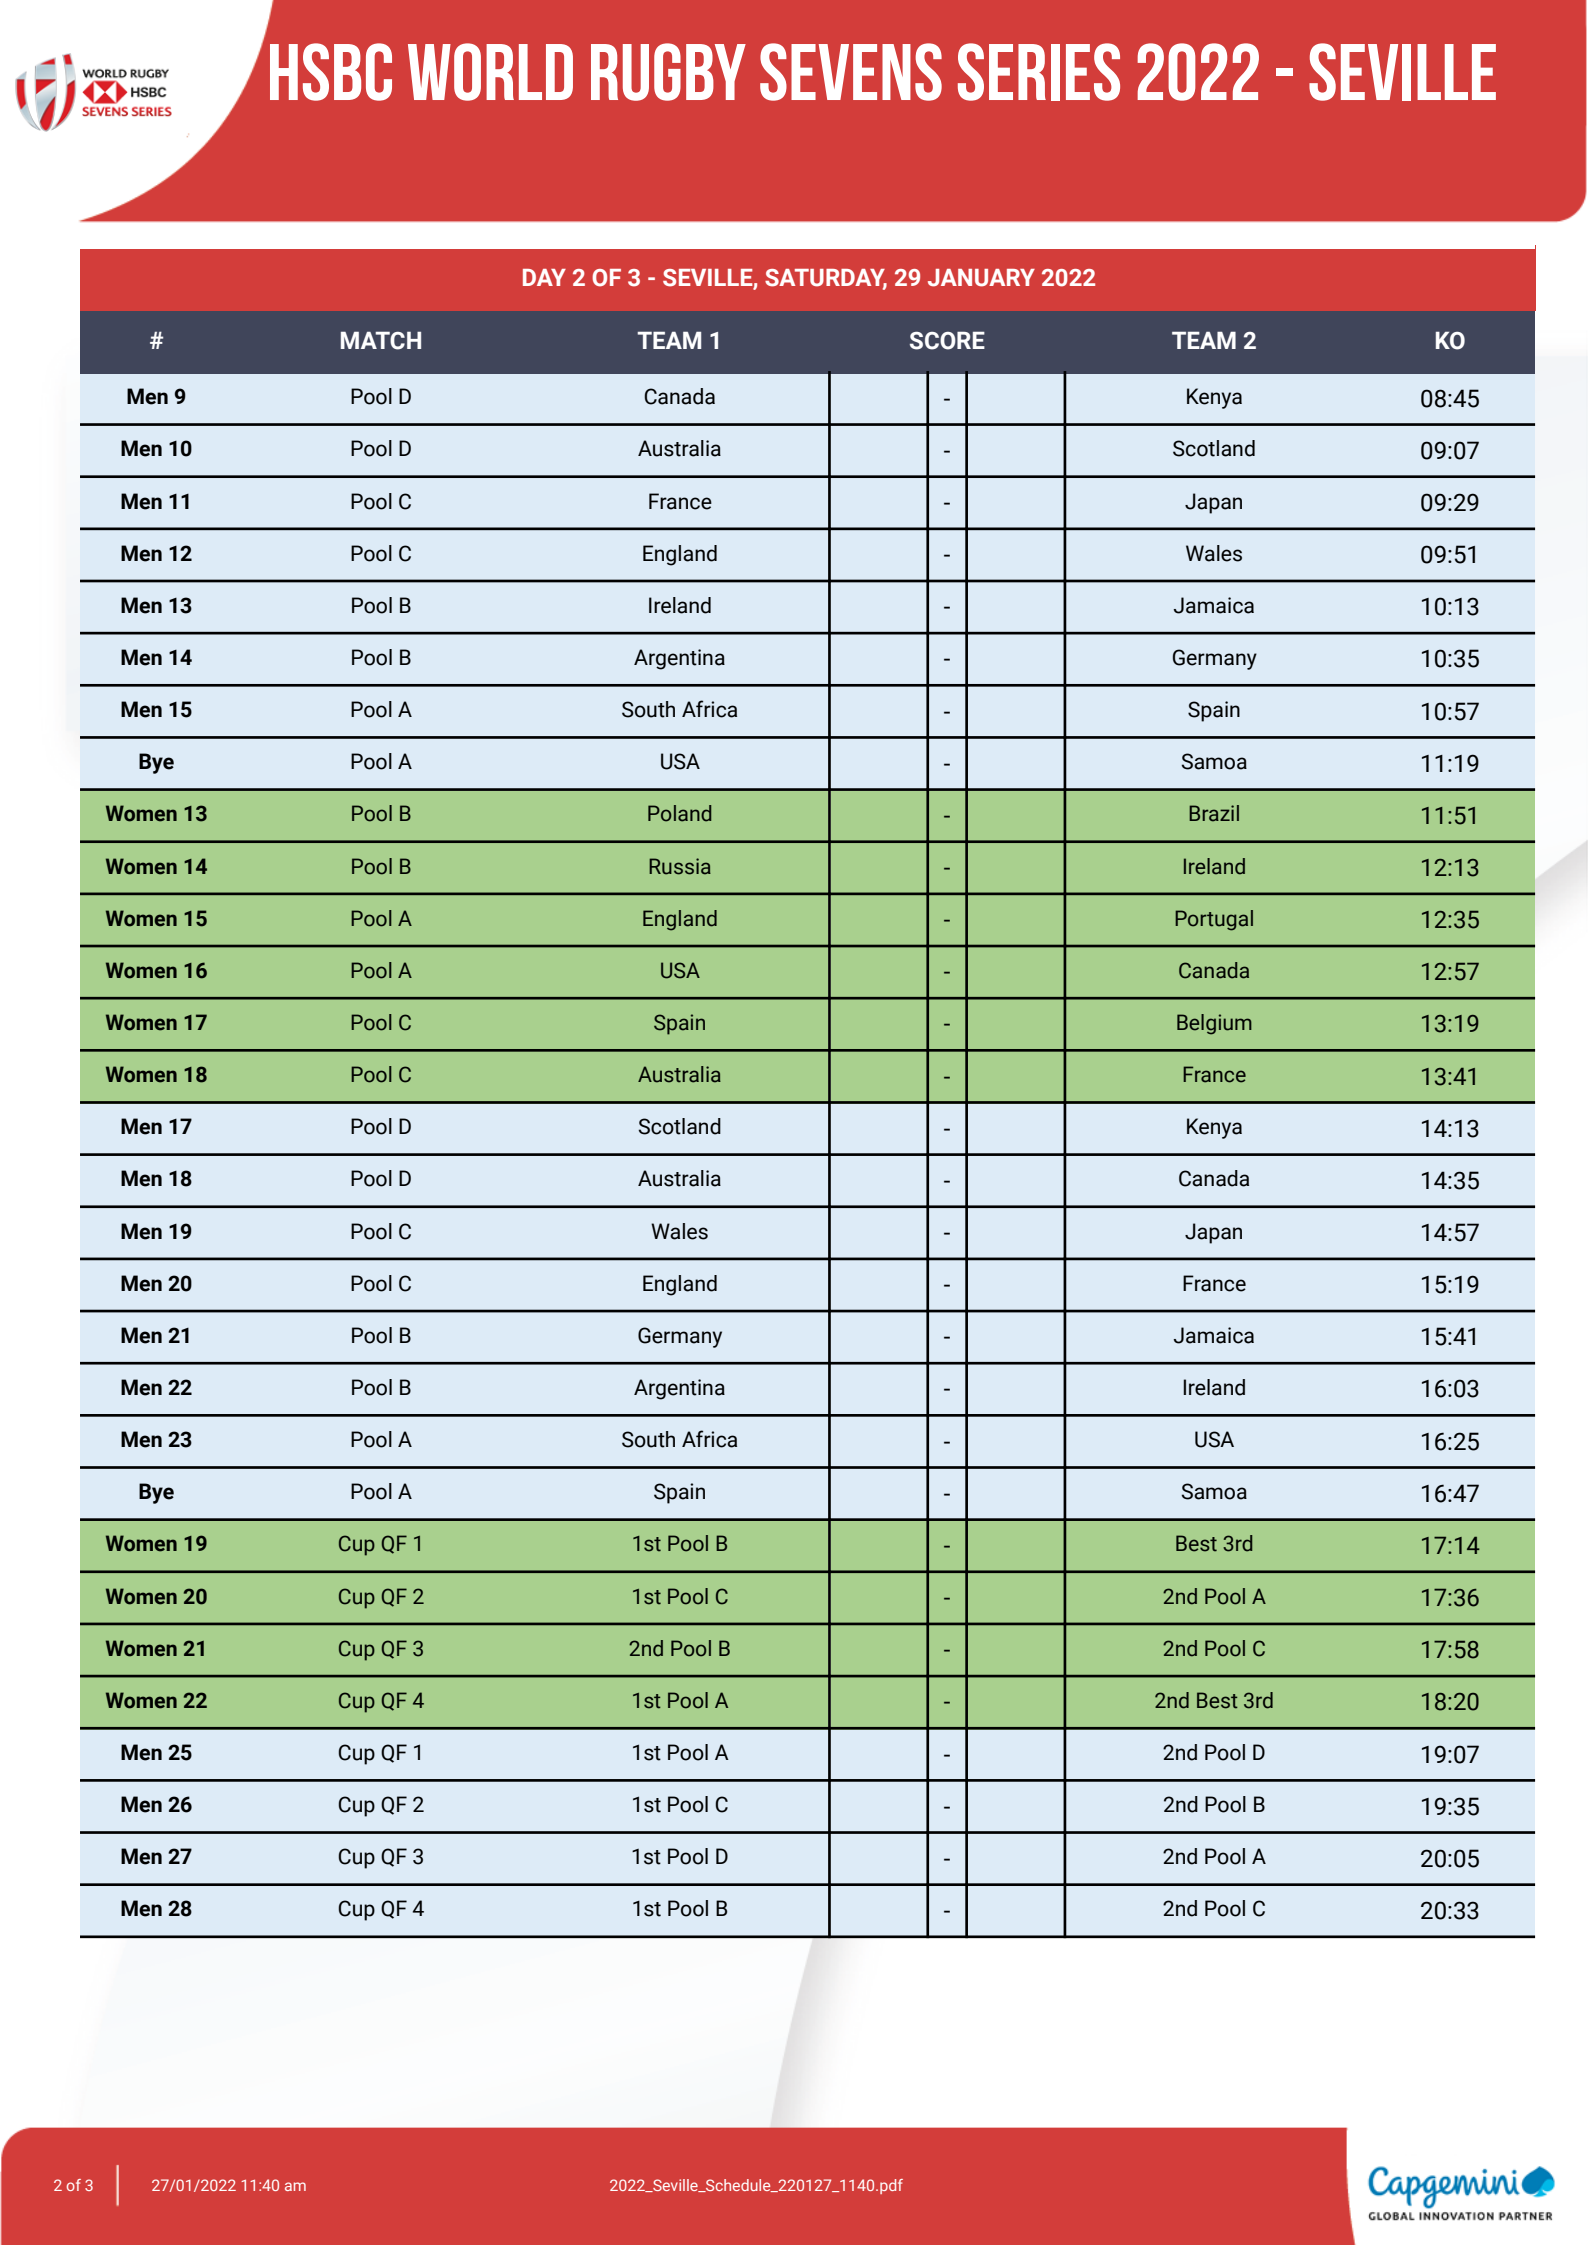 HSBC WORLD RUGBY SEVENS SERIES 2022 - SEVILLE
WORLD RUGBY
HSBC
SEVENS SERIES
DAY 2 OF 3 - SEVILLE, SATURDAY, 29 JANUARY 2022
# MATCH TEAM 1 SCORE TEAM 2 KO
Men 9 Pool D Canada - Kenya 08:45
Men 10 Pool D Australia - Scotland 09:07
Men 11 Pool C France - Japan 09:29
Men 12 Pool C England - Wales 09:51
Men 13 Pool B Ireland - Jamaica 10:13
Men 14 Pool B Argentina - Germany 10:35
Men 15 Pool A South Africa - Spain 10:57
Bye Pool A USA - Samoa 11:19
Women 13 Pool B Poland - Brazil 11:51
Women 14 Pool B Russia - Ireland 12:13
Women 15 Pool A England - Portugal 12:35
Women 16 Pool A USA - Canada 12:57
Women 17 Pool C Spain - Belgium 13:19
Women 18 Pool C Australia - France 13:41
Men 17 Pool D Scotland - Kenya 14:13
Men 18 Pool D Australia - Canada 14:35
Men 19 Pool C Wales - Japan 14:57
Men 20 Pool C England - France 15:19
Men 21 Pool B Germany - Jamaica 15:41
Men 22 Pool B Argentina - Ireland 16:03
Men 23 Pool A South Africa - USA 16:25
Bye Pool A Spain - Samoa 16:47
Women 19 Cup QF 1 1st Pool B - Best 3rd 17:14
Women 20 Cup QF 2 1st Pool C - 2nd Pool A 17:36
Women 21 Cup QF 3 2nd Pool B - 2nd Pool C 17:58
Women 22 Cup QF 4 1st Pool A - 2nd Best 3rd 18:20
Men 25 Cup QF 1 1st Pool A - 2nd Pool D 19:07
Men 26 Cup QF 2 1st Pool C - 2nd Pool B 19:35
Men 27 Cup QF 3 1st Pool D - 2nd Pool A 20:05
Men 28 Cup QF 4 1st Pool B - 2nd Pool C 20:33
2 of 3 27/01/2022 11:40 am 2022_Seville_Schedule_220127_1140.pdf
Capgemini
GLOBAL INNOVATION PARTNER